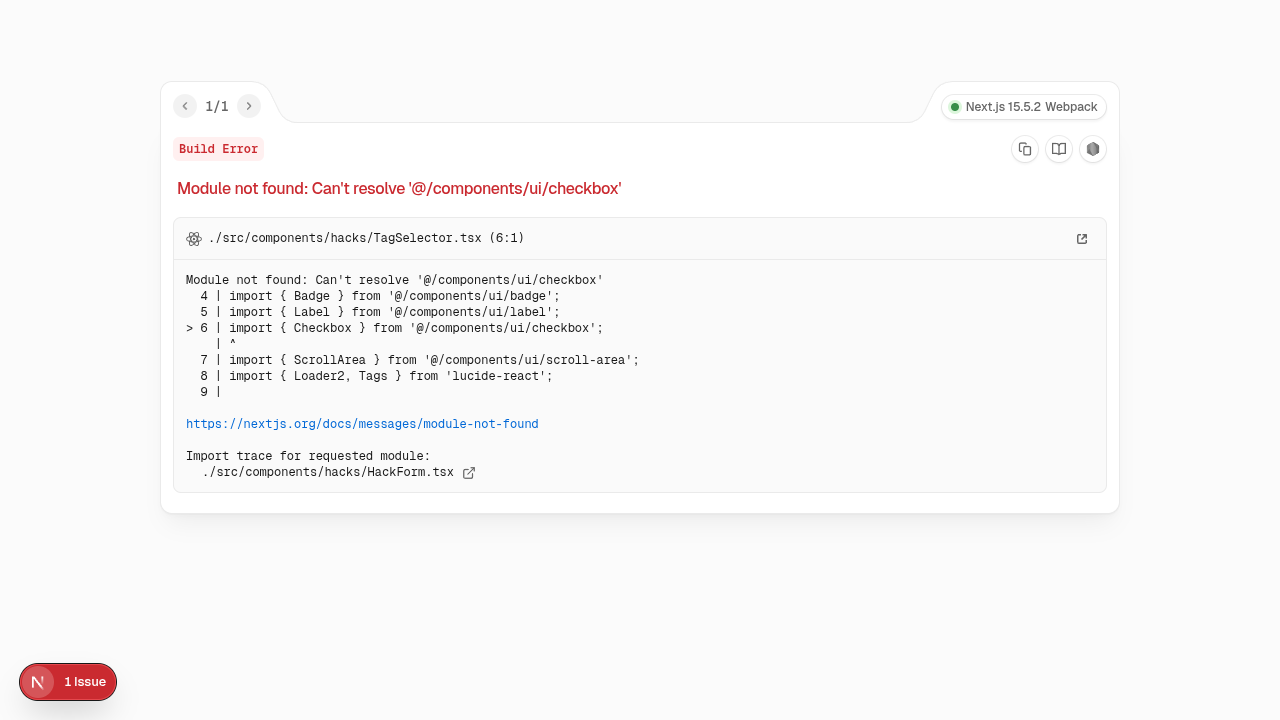 1/1
Next.js 15.5.2 Webpack
Build Error
Module not found: Can't resolve '@/components/ui/checkbox'
./src/components/hacks/TagSelector.tsx (6:1)
Module not found: Can't resolve '@/components/ui/checkbox'
  4 | import { Badge } from '@/components/ui/badge';
  5 | import { Label } from '@/components/ui/label';
> 6 | import { Checkbox } from '@/components/ui/checkbox';
    | ^
  7 | import { ScrollArea } from '@/components/ui/scroll-area';
  8 | import { Loader2, Tags } from 'lucide-react';
  9 |
https://nextjs.org/docs/messages/module-not-found
Import trace for requested module:
./src/components/hacks/HackForm.tsx
N 1 Issue